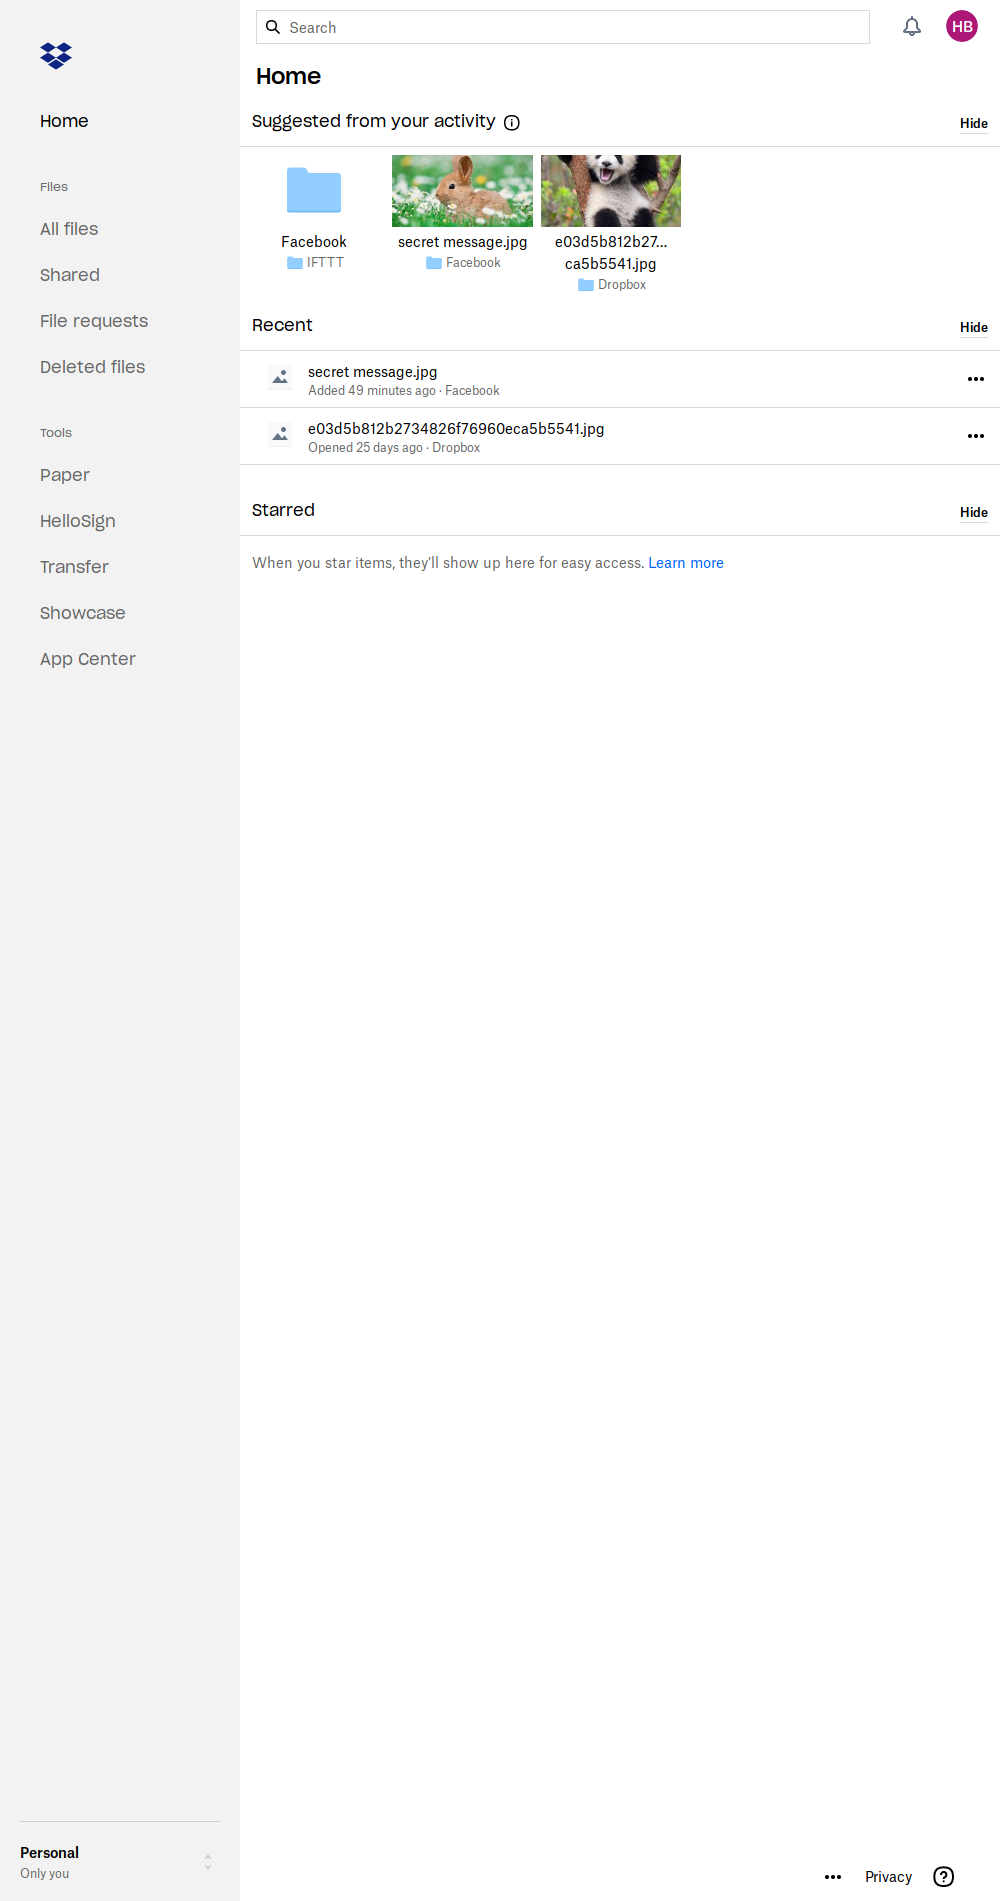 Search
HB
Home
Home
Suggested from your activity
Hide
Facebook
IFTTT
secret message.jpg
Facebook
e03d5b812b27...
ca5b5541.jpg
Dropbox
Recent
Hide
secret message.jpg
Added 49 minutes ago · Facebook
e03d5b812b2734826f76960eca5b5541.jpg
Opened 25 days ago · Dropbox
Starred
Hide
When you star items, they’ll show up here for easy access. Learn more
Files
All files
Shared
File requests
Deleted files
Tools
Paper
HelloSign
Transfer
Showcase
App Center
Personal
Only you
Privacy